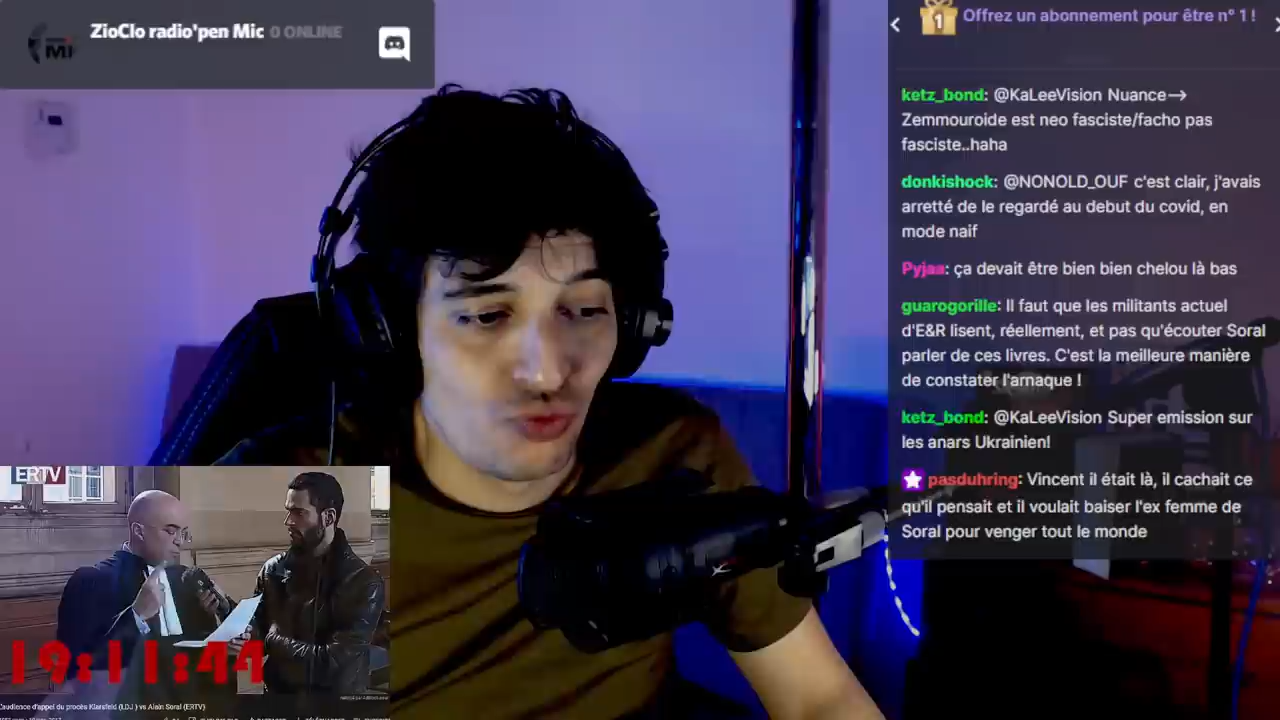 ZioClo radio'pen Mic 0 ONLINE
MI
1 Offrez un abonnement pour être n° 1 !
ketz_bond: @KaLeeVision Nuance-->
Zemmouroide est neo fasciste/facho pas
fasciste..haha
donkishock: @NONOLD_OUF c'est clair, j'avais
arretté de le regardé au debut du covid, en
mode naif
Pyjaa: ça devait être bien bien chelou là bas
guarogorille: Il faut que les militants actuel
d'E&R lisent, réellement, et pas qu'écouter Soral
parler de ces livres. C'est la meilleure manière
de constater l'arnaque !
ketz_bond: @KaLeeVision Super emission sur
les anars Ukrainien!
pasduhring: Vincent il était là, il cachait ce
qu'il pensait et il voulait baiser l'ex femme de
Soral pour venger tout le monde
ERTV
19:11:44
L'audience d'appel du procès Klarsfeld (LDJ) vs Alain Soral (ERTV)